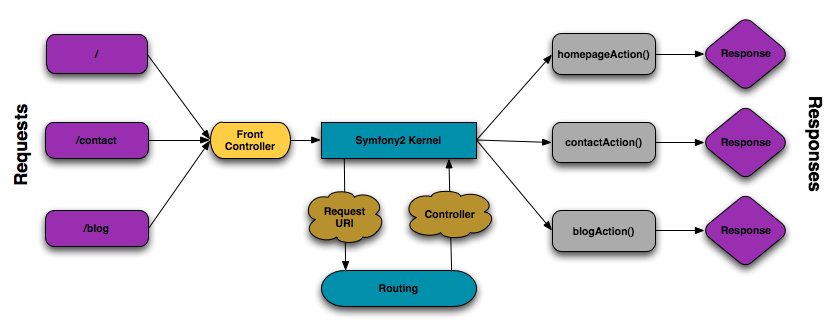 Requests
/
/contact
/blog
Front
Controller
Symfony2 Kernel
Request
URI
Controller
Routing
homepageAction()
contactAction()
blogAction()
Response
Response
Response
Responses